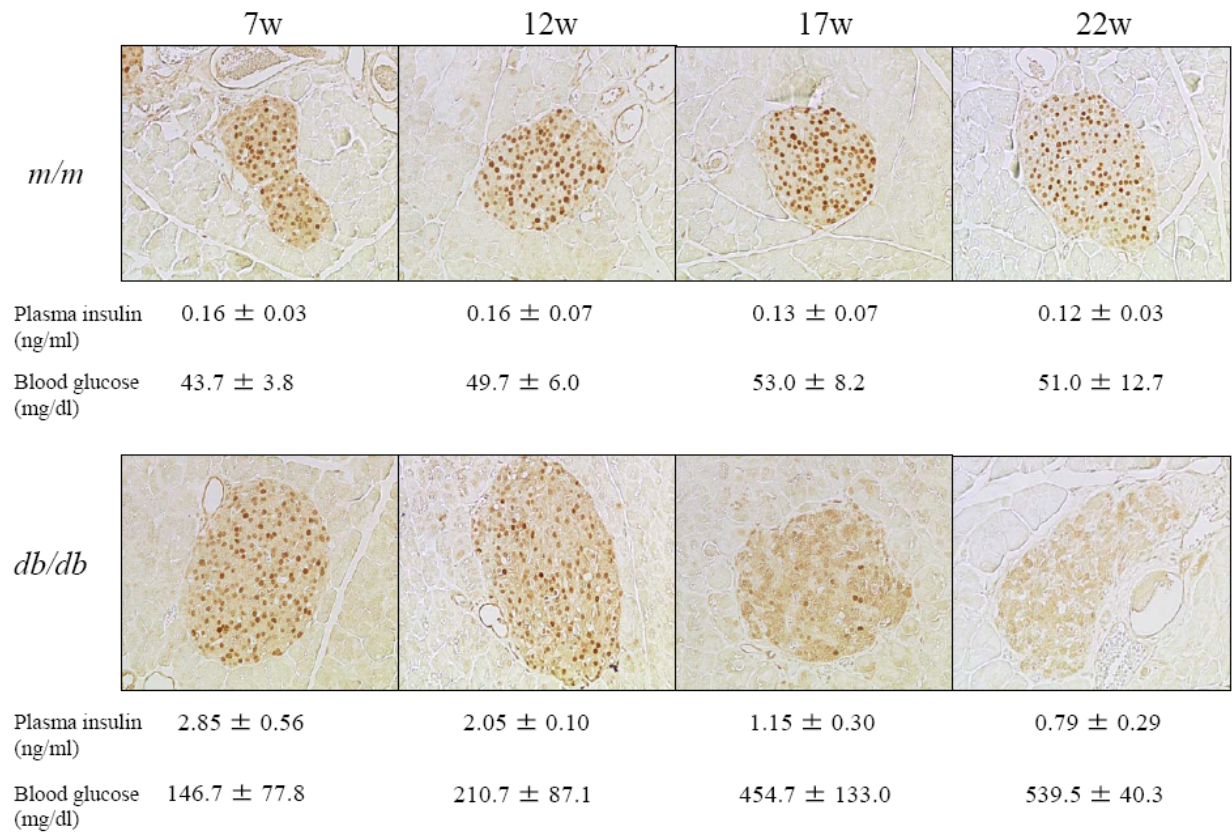 7w 12w 17w 22w
m/m
Plasma insulin 0.16 ± 0.03 0.16 ± 0.07 0.13 ± 0.07 0.12 ± 0.03
(ng/ml)
Blood glucose 43.7 ± 3.8 49.7 ± 6.0 53.0 ± 8.2 51.0 ± 12.7
(mg/dl)
db/db
Plasma insulin 2.85 ± 0.56 2.05 ± 0.10 1.15 ± 0.30 0.79 ± 0.29
(ng/ml)
Blood glucose 146.7 ± 77.8 210.7 ± 87.1 454.7 ± 133.0 539.5 ± 40.3
(mg/dl)